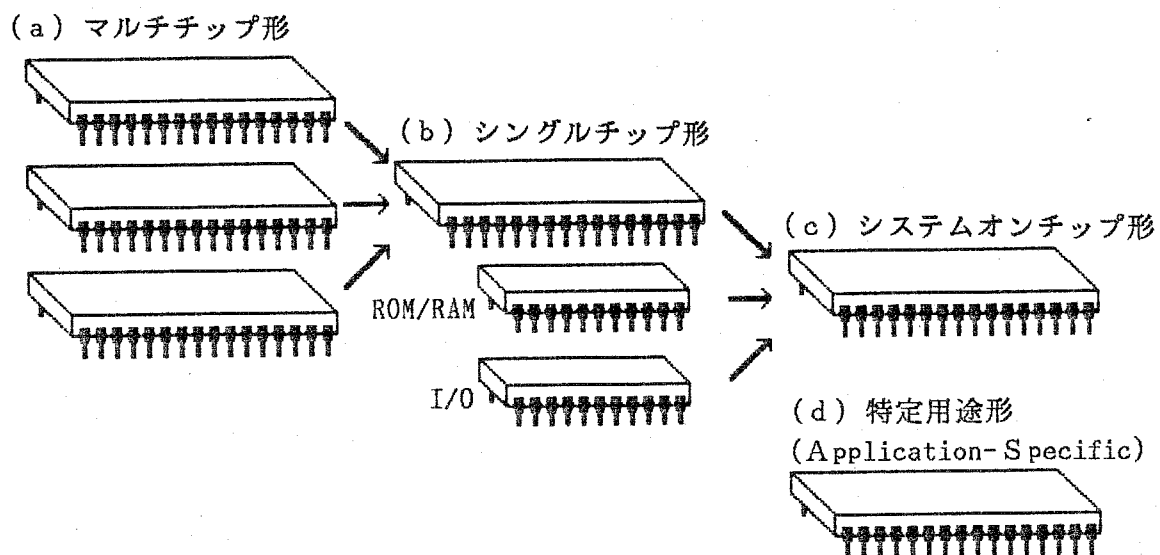 (a) マルチチップ形
(b) シングルチップ形
(c) システムオンチップ形
ROM/RAM
I/O
(d) 特定用途形
(Application-Specific)